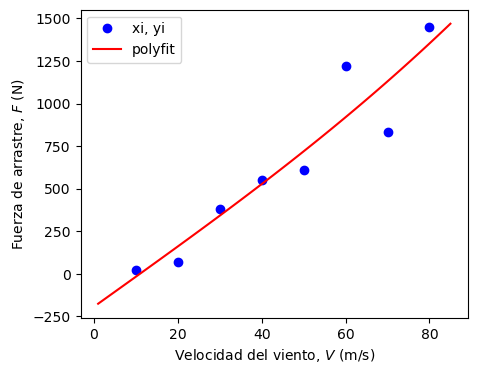 xi, yi
polyfit
1500
1250
1000
750
500
250
0
−250
Fuerza de arrastre, F (N)
0 20 40 60 80
Velocidad del viento, V (m/s)